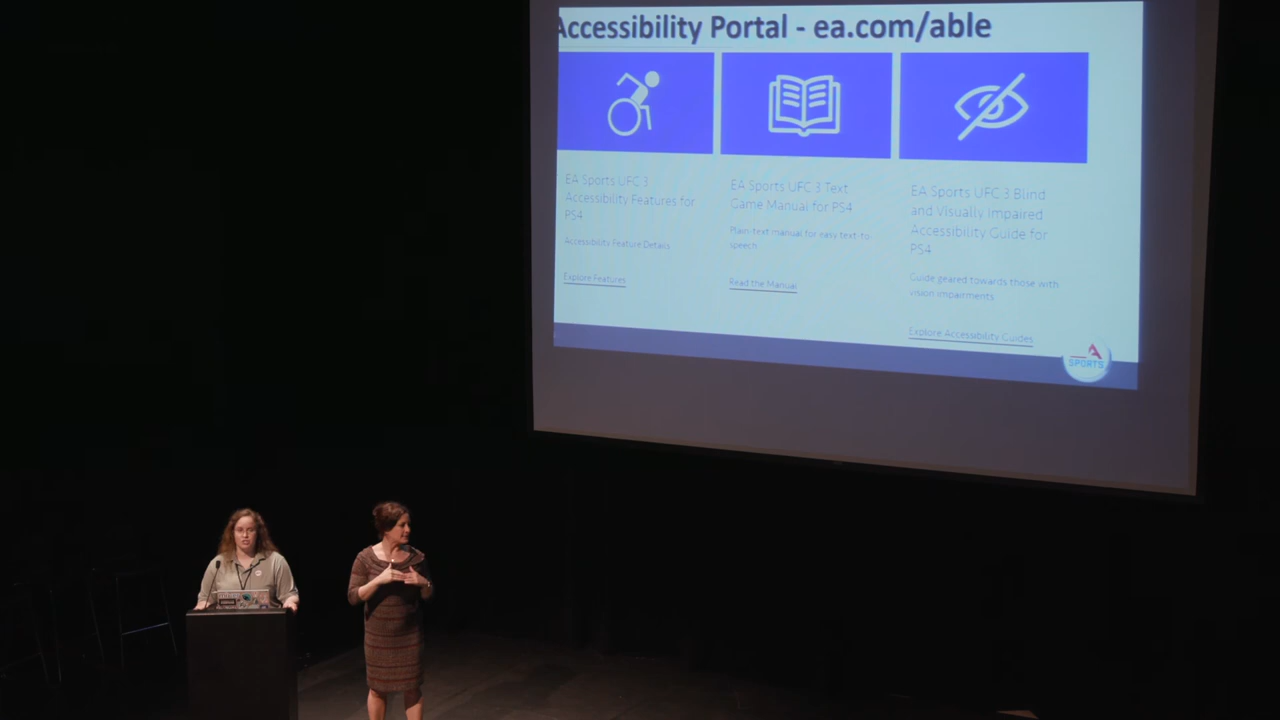 Accessibility Portal - ea.com/able
EA Sports UFC 3
Accessibility Features for
PS4
Accessibility Feature Details
Explore Features
EA Sports UFC 3 Text
Game Manual for PS4
Plain-text manual for easy text-to-
speech
Read the Manual
EA Sports UFC 3 Blind
and Visually Impaired
Accessibility Guide for
PS4
Guide geared towards those with
vision impairments
Explore Accessibility Guides
SPORTS